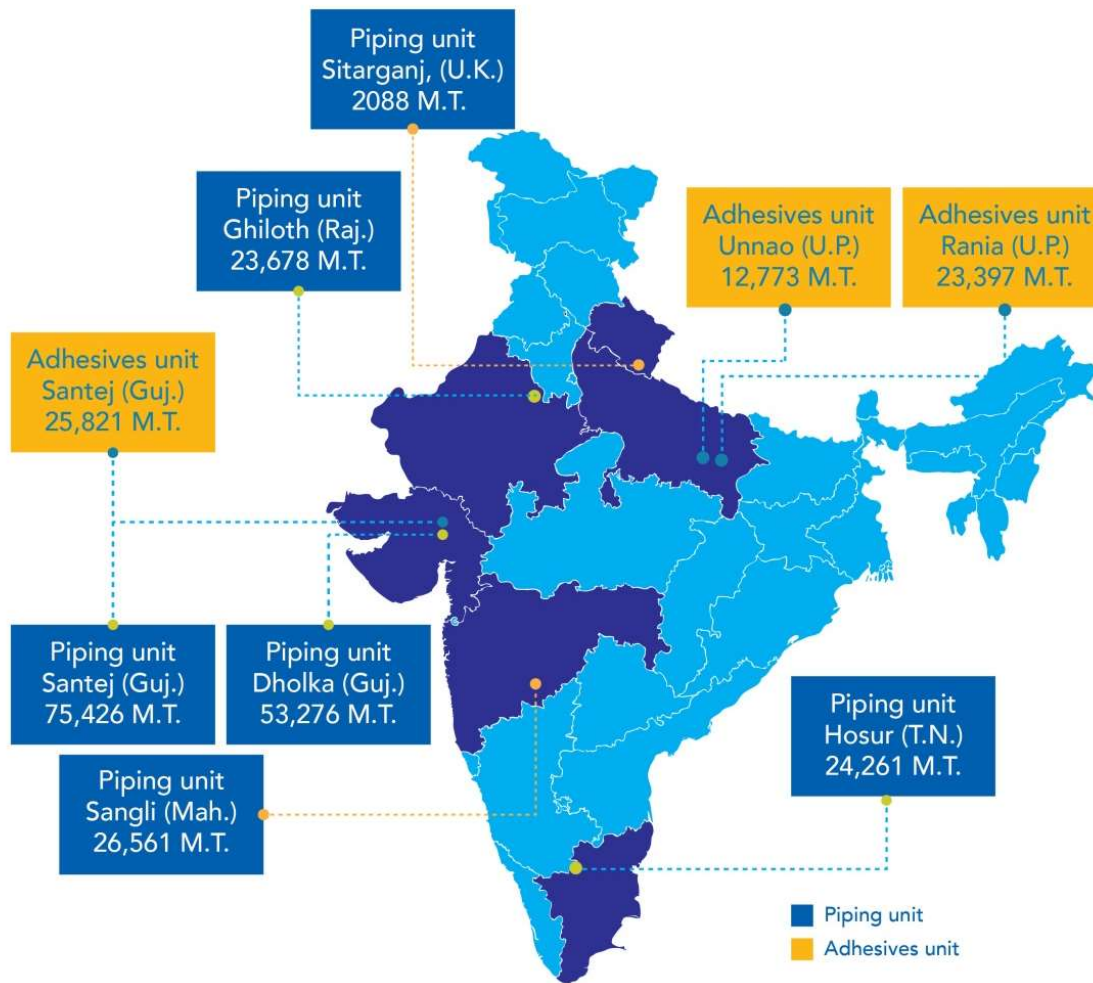 Piping unit
Sitarganj, (U.K.)
2088 M.T.
Piping unit
Ghiloth (Raj.)
23,678 M.T.
Adhesives unit
Unnao (U.P.)
12,773 M.T.
Adhesives unit
Rania (U.P.)
23,397 M.T.
Adhesives unit
Santej (Guj.)
25,821 M.T.
Piping unit
Santej (Guj.)
75,426 M.T.
Piping unit
Dholka (Guj.)
53,276 M.T.
Piping unit
Sangli (Mah.)
26,561 M.T.
Piping unit
Hosur (T.N.)
24,261 M.T.
Piping unit
Adhesives unit